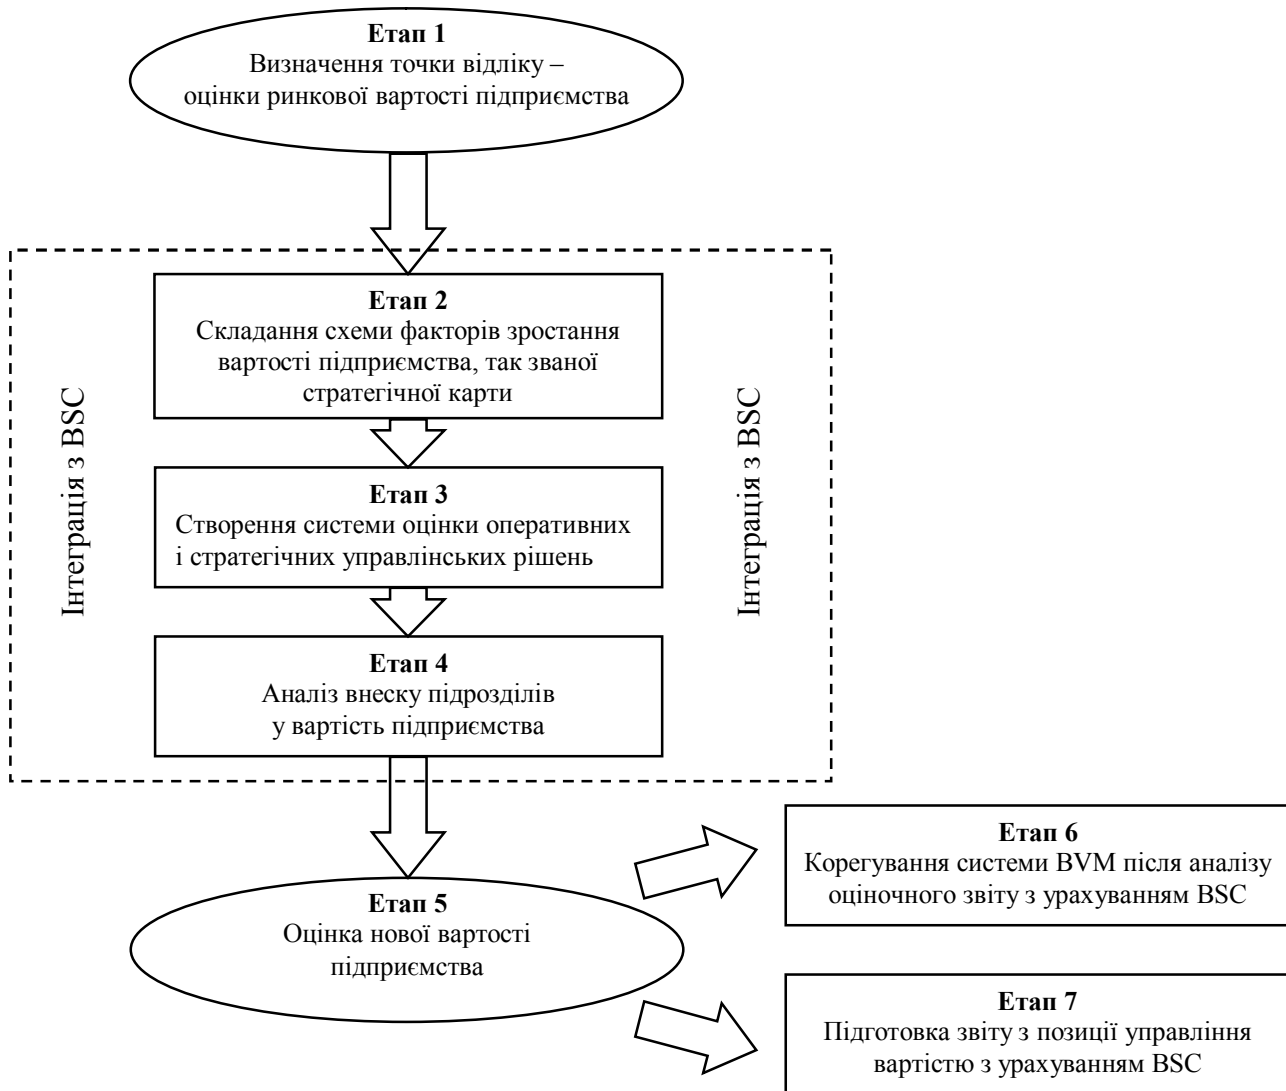 Етап 1
Визначення точки відліку –
оцінки ринкової вартості підприємства
Інтеграція з BSC
Етап 2
Складання схеми факторів зростання
вартості підприємства, так званої
стратегічної карти
Етап 3
Створення системи оцінки оперативних
і стратегічних управлінських рішень
Етап 4
Аналіз внеску підрозділів
у вартість підприємства
Інтеграція з BSC
Етап 5
Оцінка нової вартості
підприємства
Етап 6
Корегування системи BVM після аналізу
оціночного звіту з урахуванням BSC
Етап 7
Підготовка звіту з позиції управління
вартістю з урахуванням BSC